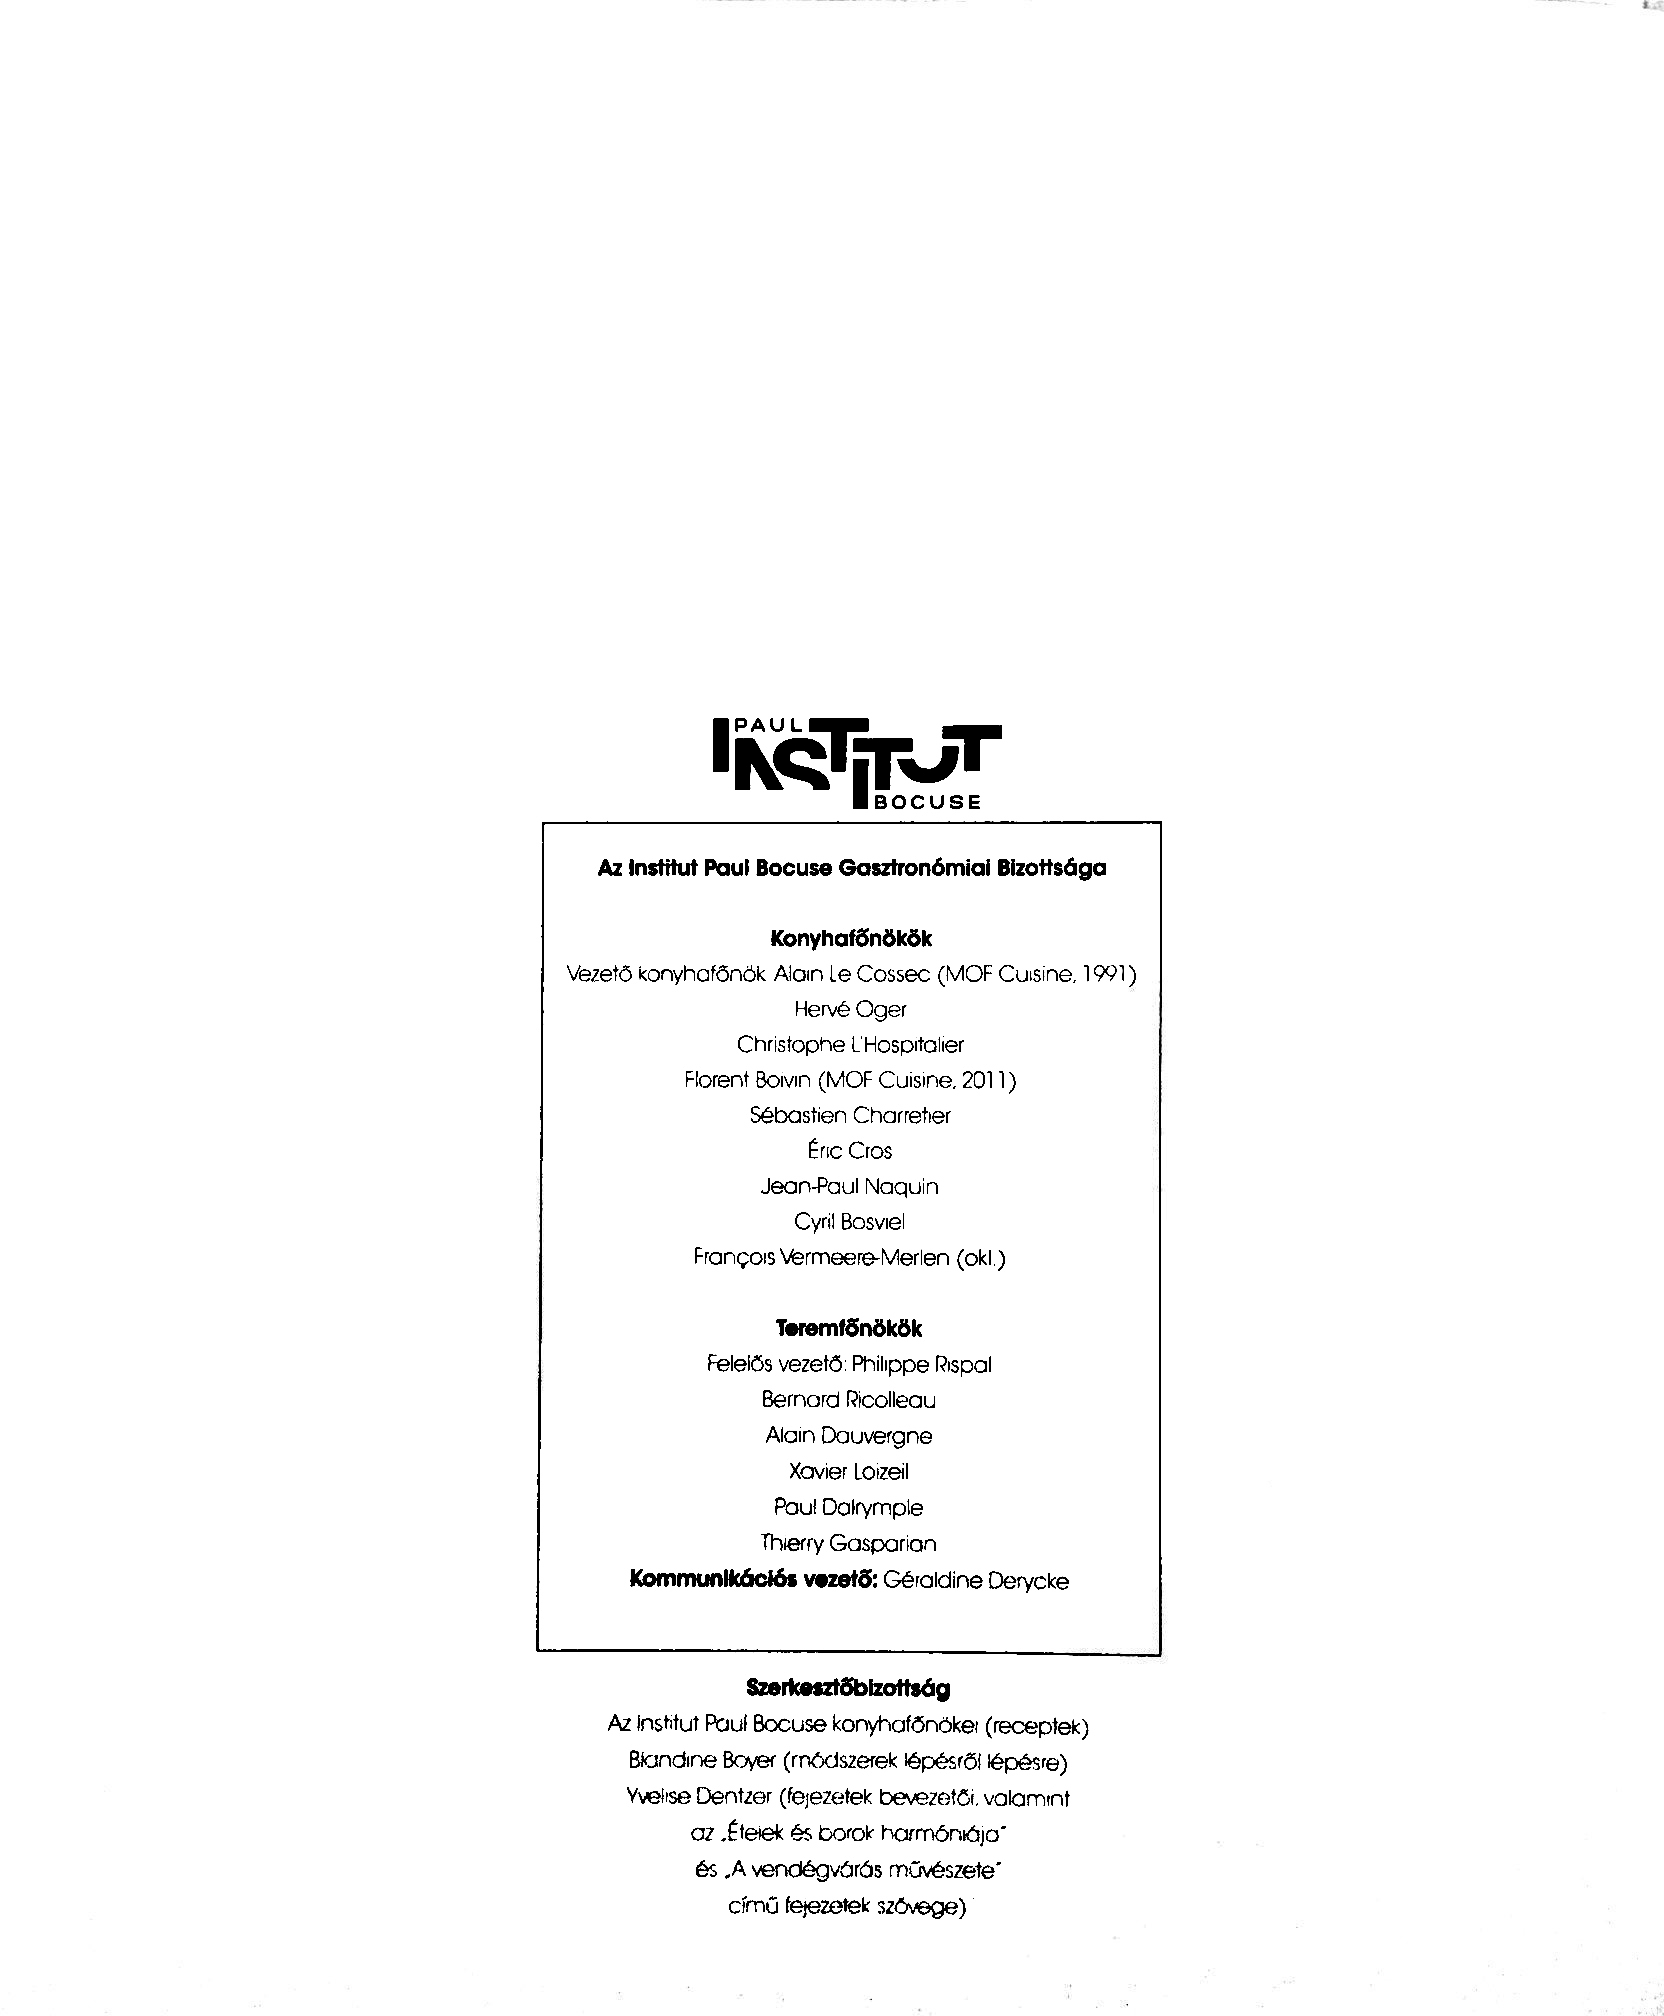 PAUL
INSTITUT
BOCUSE
Az Institut Paul Bocuse Gasztronómiai Bizottsága
Konyhafőnökök
Vezető konyhafőnök Alain Le Cossec (MOF Cuisine, 1991)
Hervé Oger
Christophe L'Hospitalier
Florent Boivin (MOF Cuisine, 2011)
Sébastien Charretier
Éric Cros
Jean-Paul Naquin
Cyril Bosviel
François Vermeere-Merlen (okl.)
Teremfőnökök
Felelős vezető: Philippe Rispal
Bernard Ricolleau
Alain Dauvergne
Xavier Loizeil
Paul Dalrymple
Thierry Gasparian
Kommunikációs vezető: Géraldine Derycke
Szerkesztőbizottság
Az Institut Paul Bocuse konyhafőnökei (receptek)
Blandine Boyer (módszerek lépésről lépésre)
Yvelise Dentzer (fejezetek bevezetői, valamint
az „Ételek és borok harmóniája"
és „A vendégvárás művészete"
című fejezetek szövege)